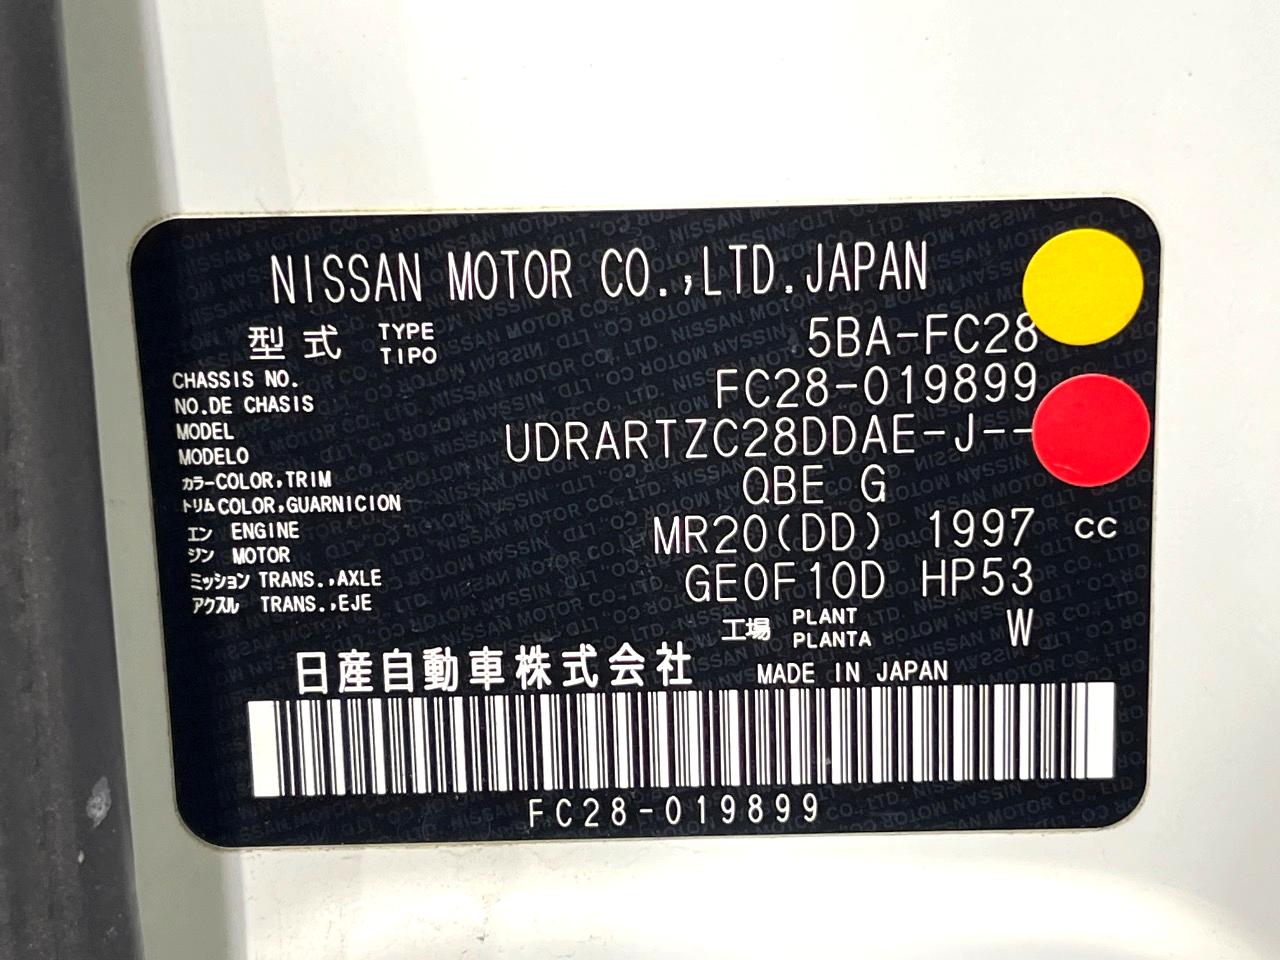 NISSAN MOTOR CO.,LTD.JAPAN
型式 TYPE TIPO 5BA-FC28
CHASSIS NO.
NO.DE CHASIS FC28-019899
MODEL
MODELO UDRARTZC28DDAE-J--
カラーCOLOR,TRIM
トリムCOLOR,GUARNICION QBE G
エン ENGINE
ジン MOTOR MR20(DD) 1997 cc
ミッション TRANS.,AXLE
アクスル TRANS.,EJE GE0F10D HP53
工場 PLANT PLANTA W
日産自動車株式会社 MADE IN JAPAN
FC28-019899